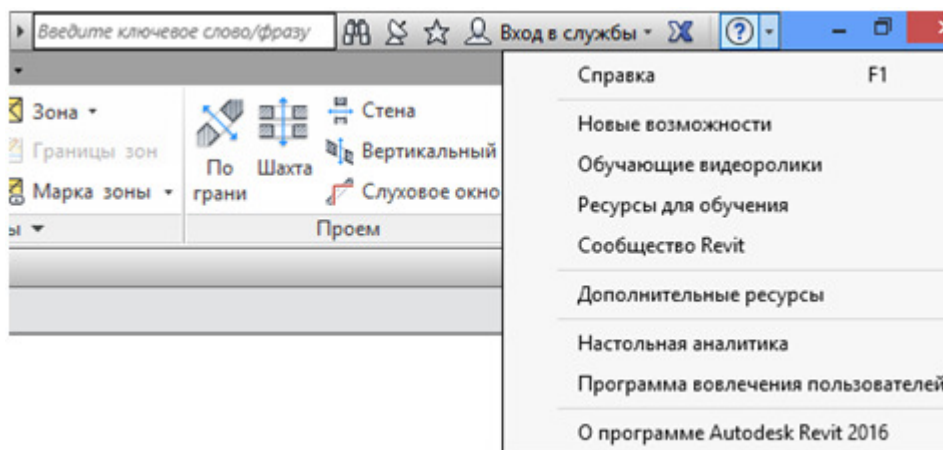 Введите ключевое слово/фразу
Вход в службы
Зона
Границы зон
Марка зоны
ы
По грани
Шахта
Стена
Вертикальный
Слуховое окно
Проем
Справка F1
Новые возможности
Обучающие видеоролики
Ресурсы для обучения
Сообщество Revit
Дополнительные ресурсы
Настольная аналитика
Программа вовлечения пользователей
О программе Autodesk Revit 2016